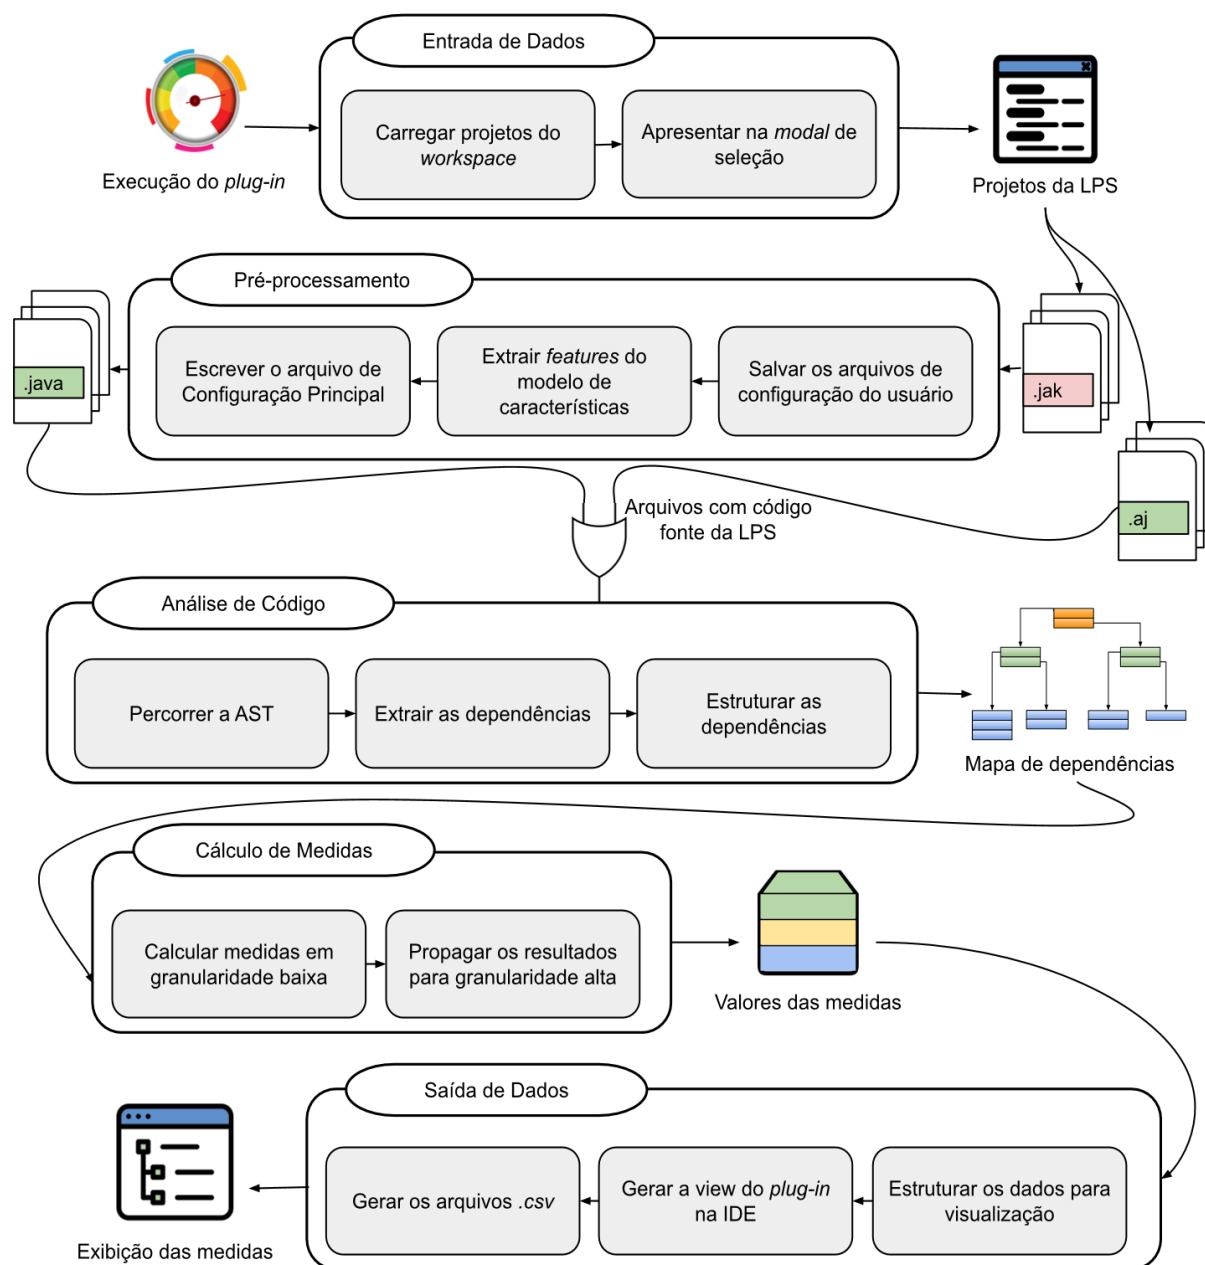 Entrada de Dados
Carregar projetos do
workspace
Apresentar na modal de
seleção
Execução do plug-in
Projetos da LPS
Pré-processamento
.java
Escrever o arquivo de
Configuração Principal
Extrair features do
modelo de
características
Salvar os arquivos de
configuração do usuário
.jak
.aj
Arquivos com código
fonte da LPS
Análise de Código
Percorrer a AST
Extrair as dependências
Estruturar as
dependências
Mapa de dependências
Cálculo de Medidas
Calcular medidas em
granularidade baixa
Propagar os resultados
para granularidade alta
Valores das medidas
Saída de Dados
Gerar os arquivos .csv
Gerar a view do plug-in
na IDE
Estruturar os dados para
visualização
Exibição das medidas